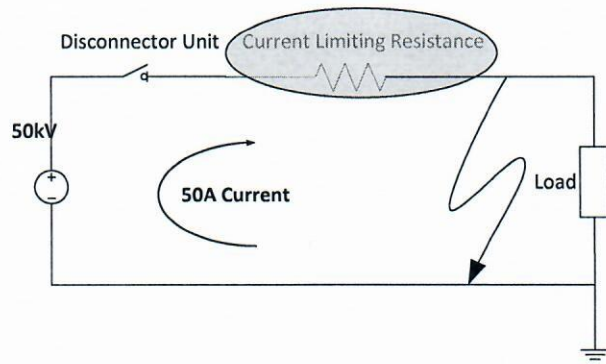 Disconnector Unit
Current Limiting Resistance
50kV
50A Current
Load